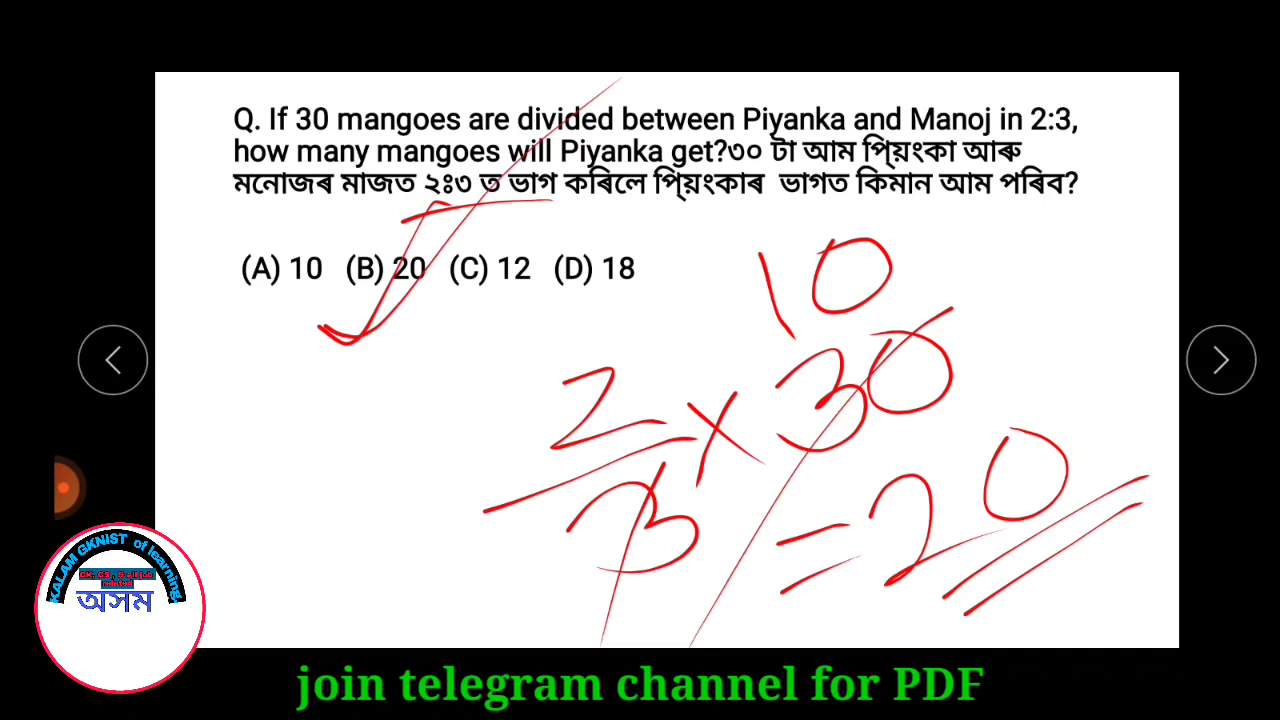 Q. If 30 mangoes are divided between Piyanka and Manoj in 2:3,
how many mangoes will Piyanka get?৩০ টা আম প্য়িংকা আৰু
মনোজৰ মাজত ২ঃ৩ ত ভাগ কৰিলে প্য়িংকাৰ ভাগত কিমান আম পৰিব?
(A) 10 (B) 20 (C) 12 (D) 18
10
2/3 × 30
= 20
KALAM GKNIST of learning.
related
অসম
join telegram channel for PDF